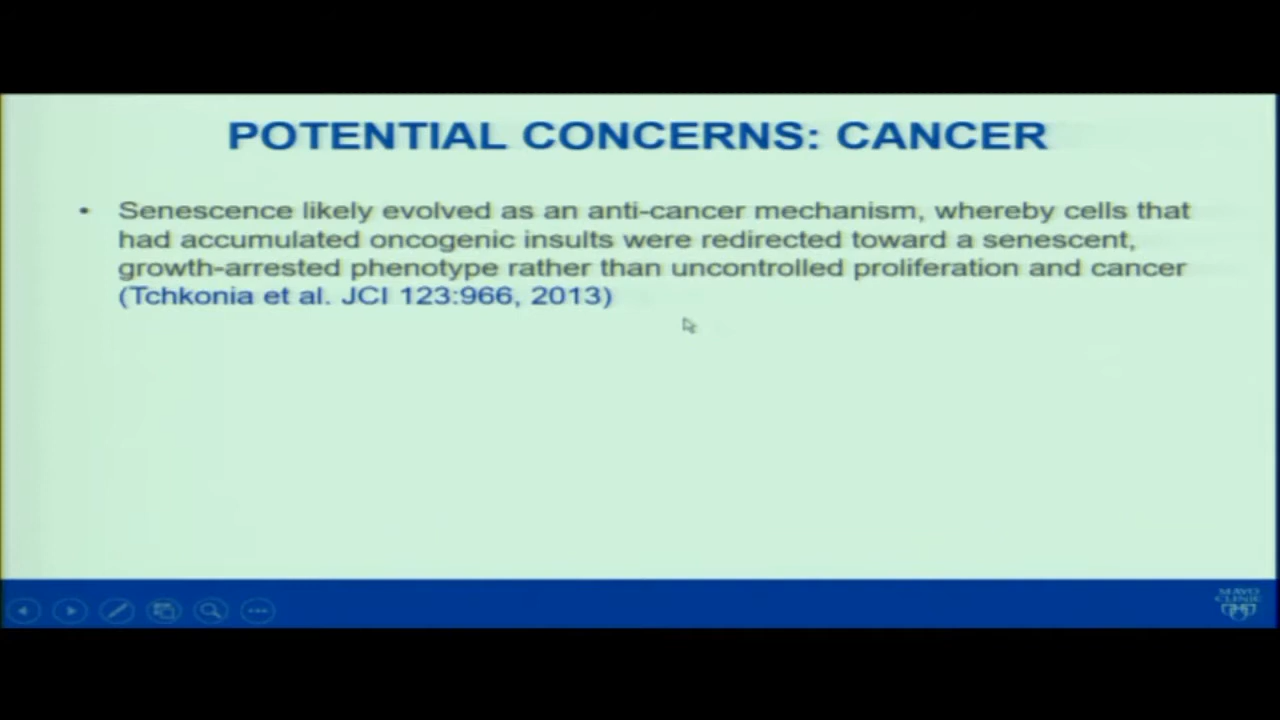 POTENTIAL CONCERNS: CANCER
• Senescence likely evolved as an anti-cancer mechanism, whereby cells that
had accumulated oncogenic insults were redirected toward a senescent,
growth-arrested phenotype rather than uncontrolled proliferation and cancer
(Tchkonia et al. JCI 123:966, 2013)
MAYO
CLINIC